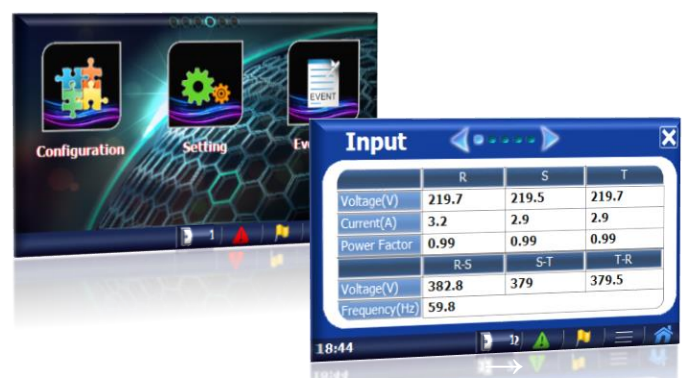 EVENT
Configuration
Setting
Ev
1
Input
R S T
Voltage(V) 219.7 219.5 219.7
Current(A) 3.2 2.9 2.9
Power Factor 0.99 0.99 0.99
R-S S-T T-R
Voltage(V) 382.8 379 379.5
Frequency(Hz) 59.8
18:44